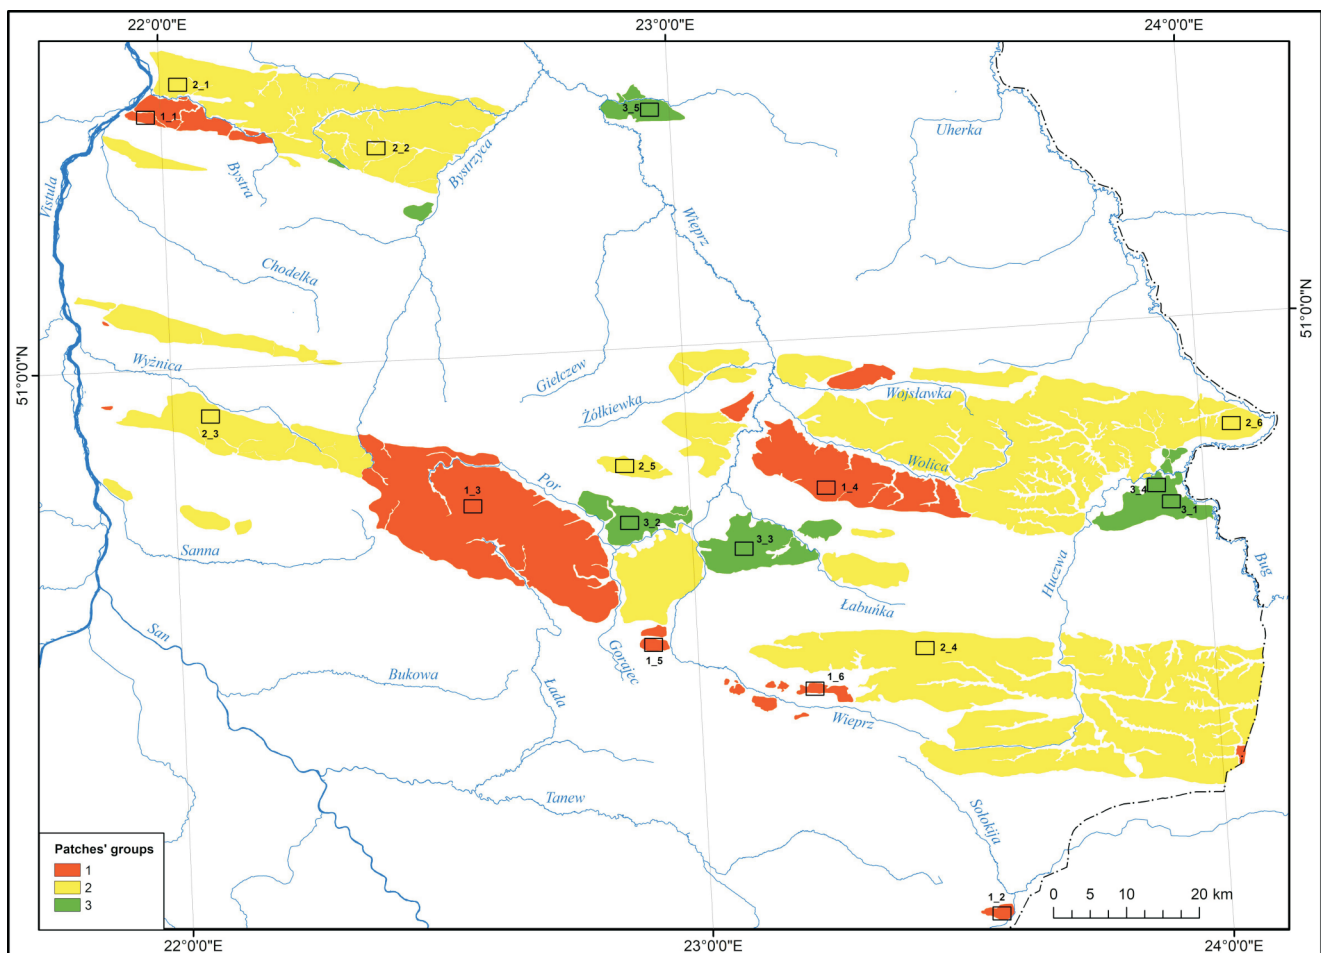 22°0'0"E
23°0'0"E
24°0'0"E
2_1
1_1
3_5
Uherka
2_2
Bystra
Bystrzyca
Vistula
Wieprz
Chodelka
51°0'0"N
51°0'0"N
Wyżnica
Giełczew
Żółkiewka
Wojsławka
2_3
2_6
2_5
Wolica
Por
1_3
1_4
3_4
3_1
3_2
3_3
Sanna
Huczwa
Bug
Łabuńka
San
Gorajec
1_5
2_4
Bukowa
Łada
1_6
Wieprz
Tanew
Sołokija
Patches' groups
1
2
3
1_2
0 5 10 20 km
22°0'0"E
23°0'0"E
24°0'0"E